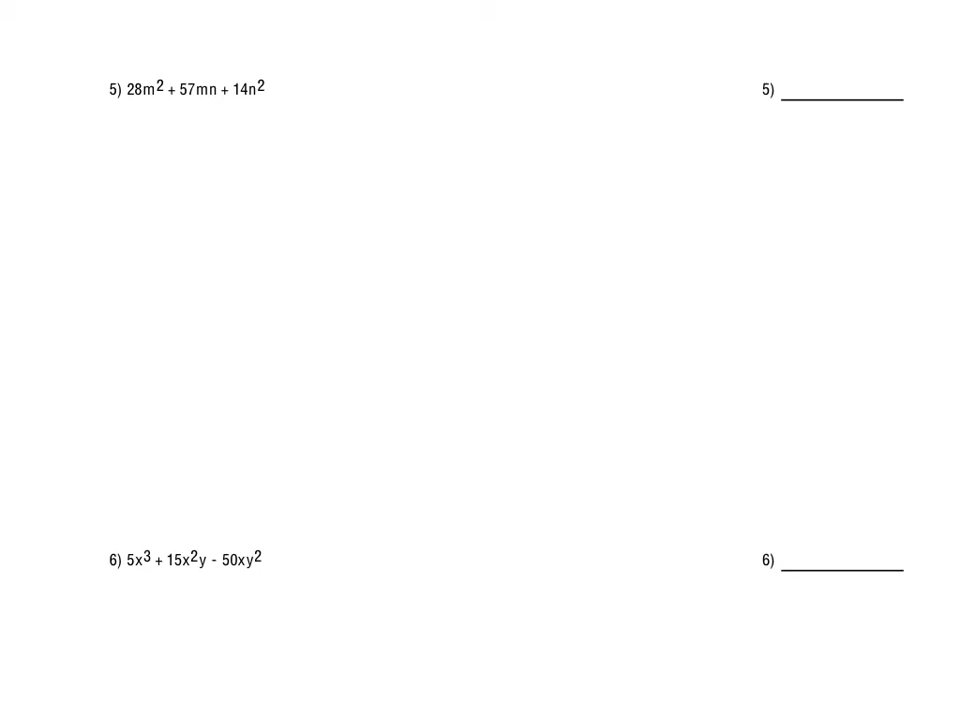 5) 28m² + 57mn + 14n² 5)
6) 5x³ + 15x²y - 50xy² 6)